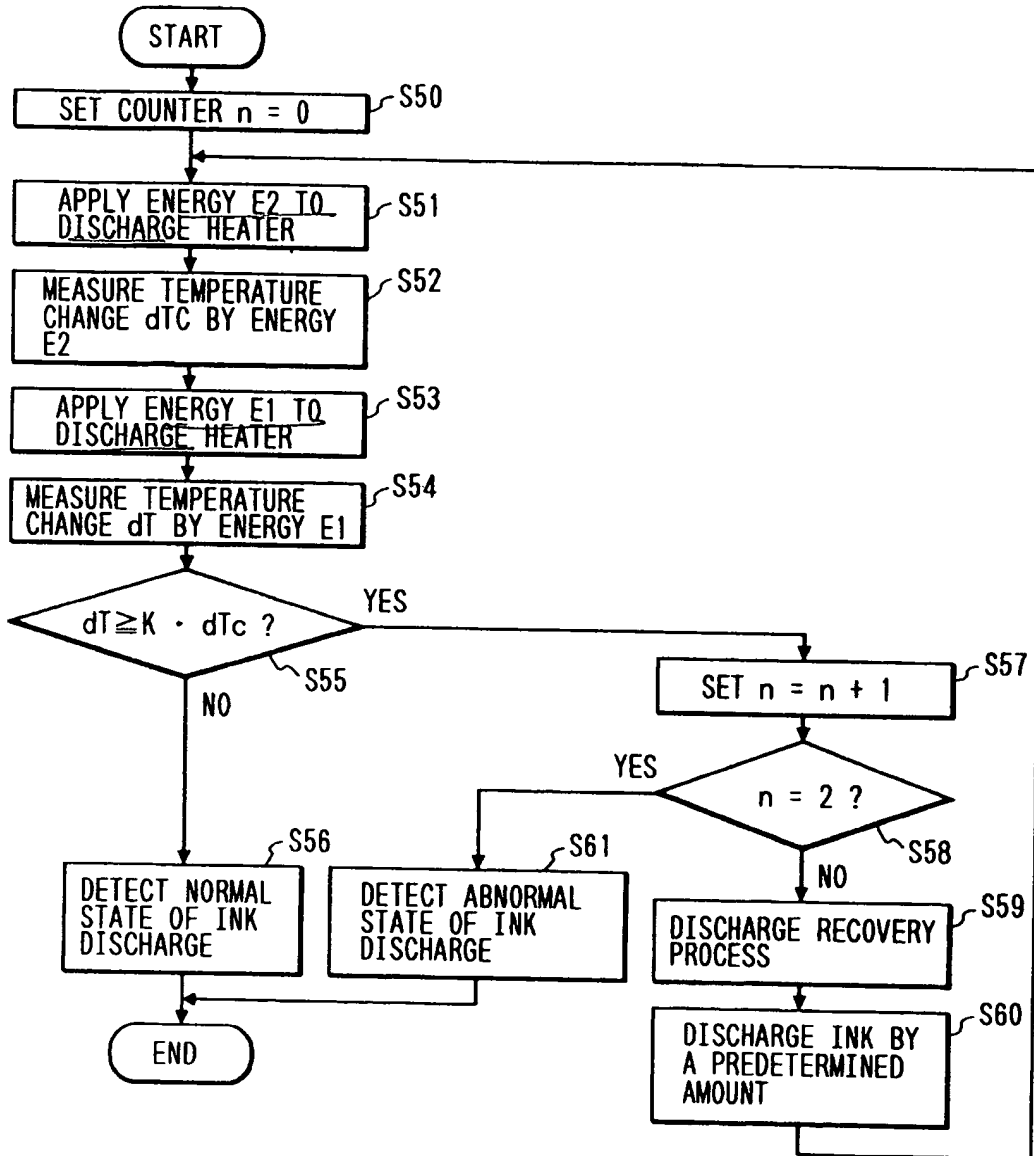 START
SET COUNTER n = 0
S50
APPLY ENERGY E2 TO
DISCHARGE HEATER
S51
MEASURE TEMPERATURE
CHANGE dTC BY ENERGY
E2
S52
APPLY ENERGY E1 TO
DISCHARGE HEATER
S53
MEASURE TEMPERATURE
CHANGE dT BY ENERGY E1
S54
dT≧K · dTc ?
YES
S55
NO
SET n = n + 1
S57
YES
n = 2 ?
S58
NO
S56
DETECT NORMAL
STATE OF INK
DISCHARGE
S61
DETECT ABNORMAL
STATE OF INK
DISCHARGE
S59
DISCHARGE RECOVERY
PROCESS
S60
DISCHARGE INK BY
A PREDETERMINED
AMOUNT
END